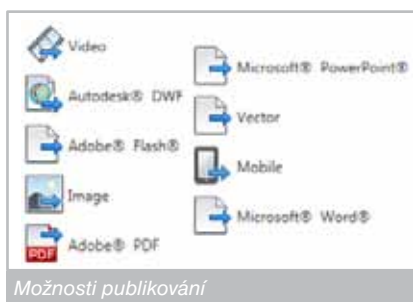 Video
Autodesk® DWF
Adobe® Flash®
Image
PDF
Adobe® PDF
Microsoft® PowerPoint®
Vector
Mobile
Microsoft® Word®
Možnosti publikování